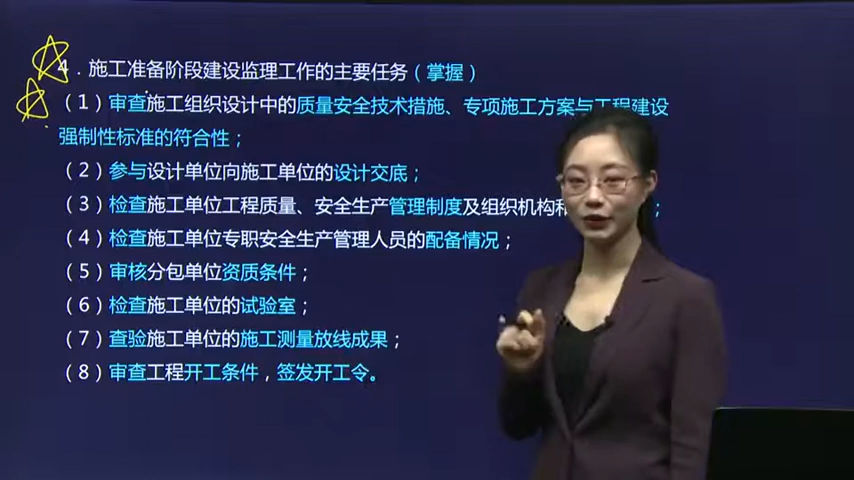 4．施工准备阶段建设监理工作的主要任务（掌握）
（1）审查施工组织设计中的质量安全技术措施、专项施工方案与工程建设
强制性标准的符合性；
（2）参与设计单位向施工单位的设计交底；
（3）检查施工单位工程质量、安全生产管理制度及组织机构和
（4）检查施工单位专职安全生产管理人员的配备情况；
（5）审核分包单位资质条件；
（6）检查施工单位的试验室；
（7）查验施工单位的施工测量放线成果；
（8）审查工程开工条件，签发开工令。